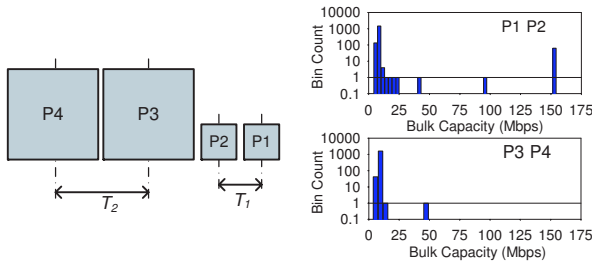 P4
P3
P2
P1
T2
T1
P1 P2
Bin Count
10000
1000
100
10
1
0.1
0 25 50 75 100 125 150 175
Bulk Capacity (Mbps)
P3 P4
Bin Count
10000
1000
100
10
1
0.1
0 25 50 75 100 125 150 175
Bulk Capacity (Mbps)